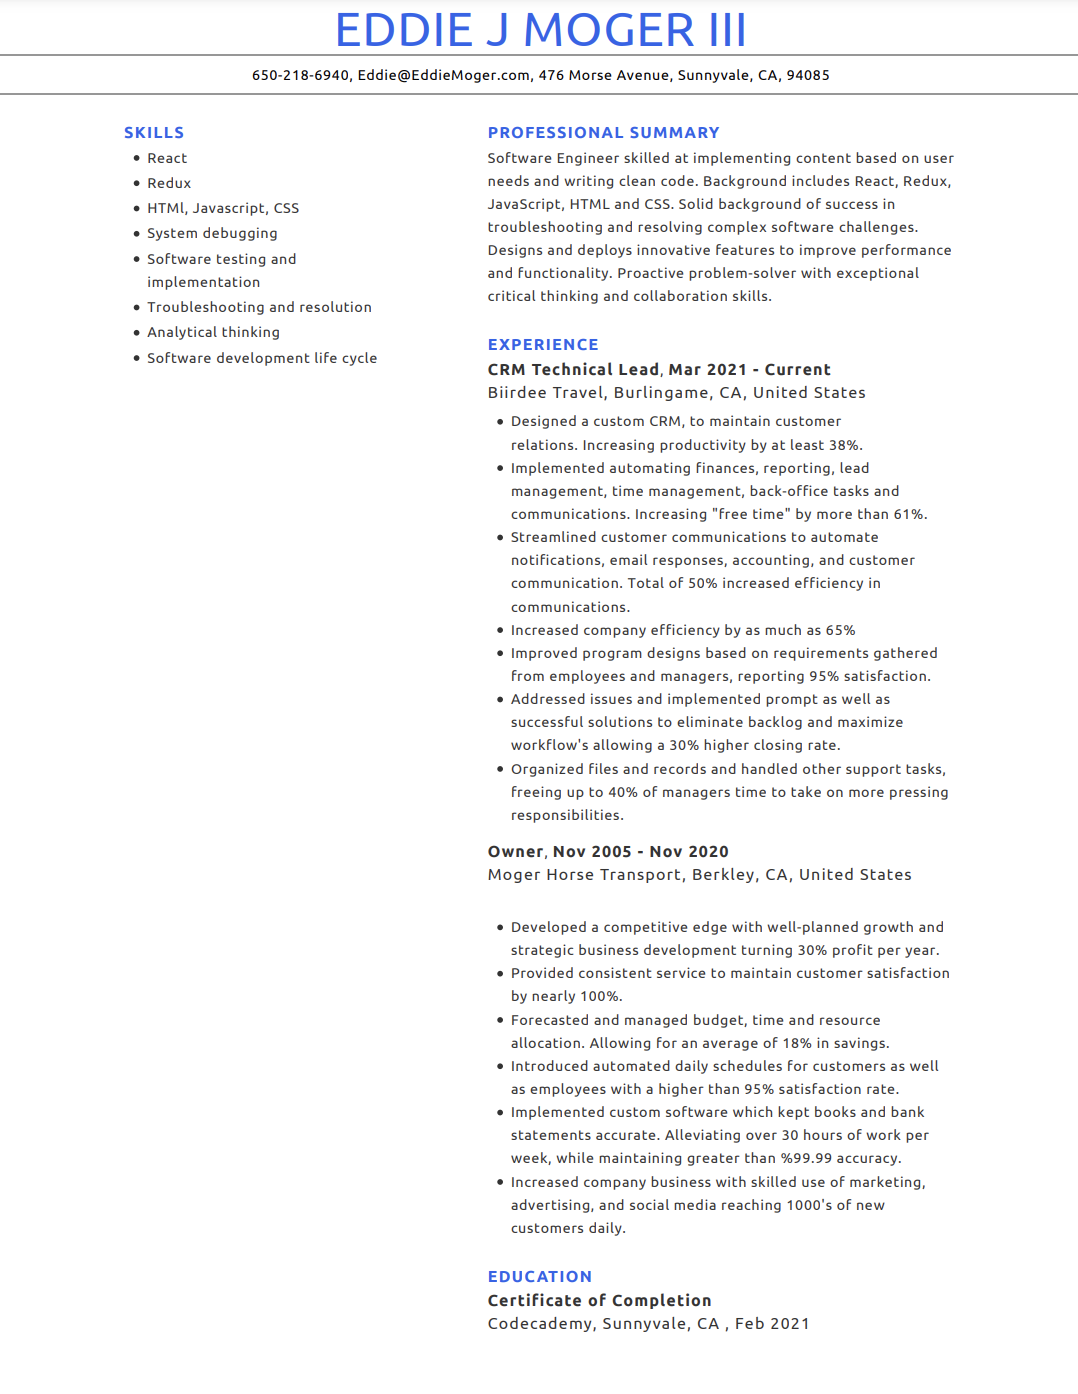 EDDIE J MOGER III
650-218-6940, Eddie@EddieMoger.com, 476 Morse Avenue, Sunnyvale, CA, 94085
SKILLS
• React
• Redux
• HTMl, Javascript, CSS
• System debugging
• Software testing and
implementation
• Troubleshooting and resolution
• Analytical thinking
• Software development life cycle
PROFESSIONAL SUMMARY
Software Engineer skilled at implementing content based on user
needs and writing clean code. Background includes React, Redux,
JavaScript, HTML and CSS. Solid background of success in
troubleshooting and resolving complex software challenges.
Designs and deploys innovative features to improve performance
and functionality. Proactive problem-solver with exceptional
critical thinking and collaboration skills.
EXPERIENCE
CRM Technical Lead, Mar 2021 - Current
Biirdee Travel, Burlingame, CA, United States
• Designed a custom CRM, to maintain customer
relations. Increasing productivity by at least 38%.
• Implemented automating finances, reporting, lead
management, time management, back-office tasks and
communications. Increasing "free time" by more than 61%.
• Streamlined customer communications to automate
notifications, email responses, accounting, and customer
communication. Total of 50% increased efficiency in
communications.
• Increased company efficiency by as much as 65%
• Improved program designs based on requirements gathered
from employees and managers, reporting 95% satisfaction.
• Addressed issues and implemented prompt as well as
successful solutions to eliminate backlog and maximize
workflow's allowing a 30% higher closing rate.
• Organized files and records and handled other support tasks,
freeing up to 40% of managers time to take on more pressing
responsibilities.
Owner, Nov 2005 - Nov 2020
Moger Horse Transport, Berkley, CA, United States
• Developed a competitive edge with well-planned growth and
strategic business development turning 30% profit per year.
• Provided consistent service to maintain customer satisfaction
by nearly 100%.
• Forecasted and managed budget, time and resource
allocation. Allowing for an average of 18% in savings.
• Introduced automated daily schedules for customers as well
as employees with a higher than 95% satisfaction rate.
• Implemented custom software which kept books and bank
statements accurate. Alleviating over 30 hours of work per
week, while maintaining greater than %99.99 accuracy.
• Increased company business with skilled use of marketing,
advertising, and social media reaching 1000's of new
customers daily.
EDUCATION
Certificate of Completion
Codecademy, Sunnyvale, CA , Feb 2021